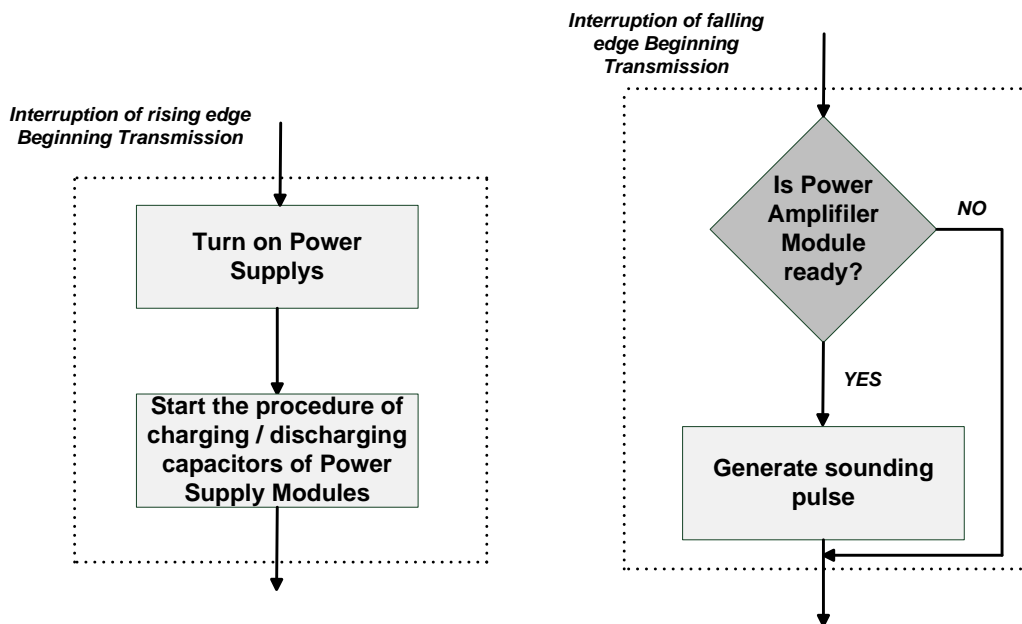 Interruption of rising edge
Beginning Transmission
Turn on Power
Supplys
Start the procedure of
charging / discharging
capacitors of Power
Supply Modules
Interruption of falling
edge Beginning
Transmission
Is Power
Amplifiler
Module
ready?
NO
YES
Generate sounding
pulse